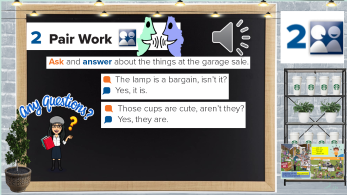 2 Pair Work
2
Ask and answer about the things at the garage sale.
The lamp is a bargain, isn't it?
Yes, it is.
Those cups are cute, aren't they?
Yes, they are.
any Questions?